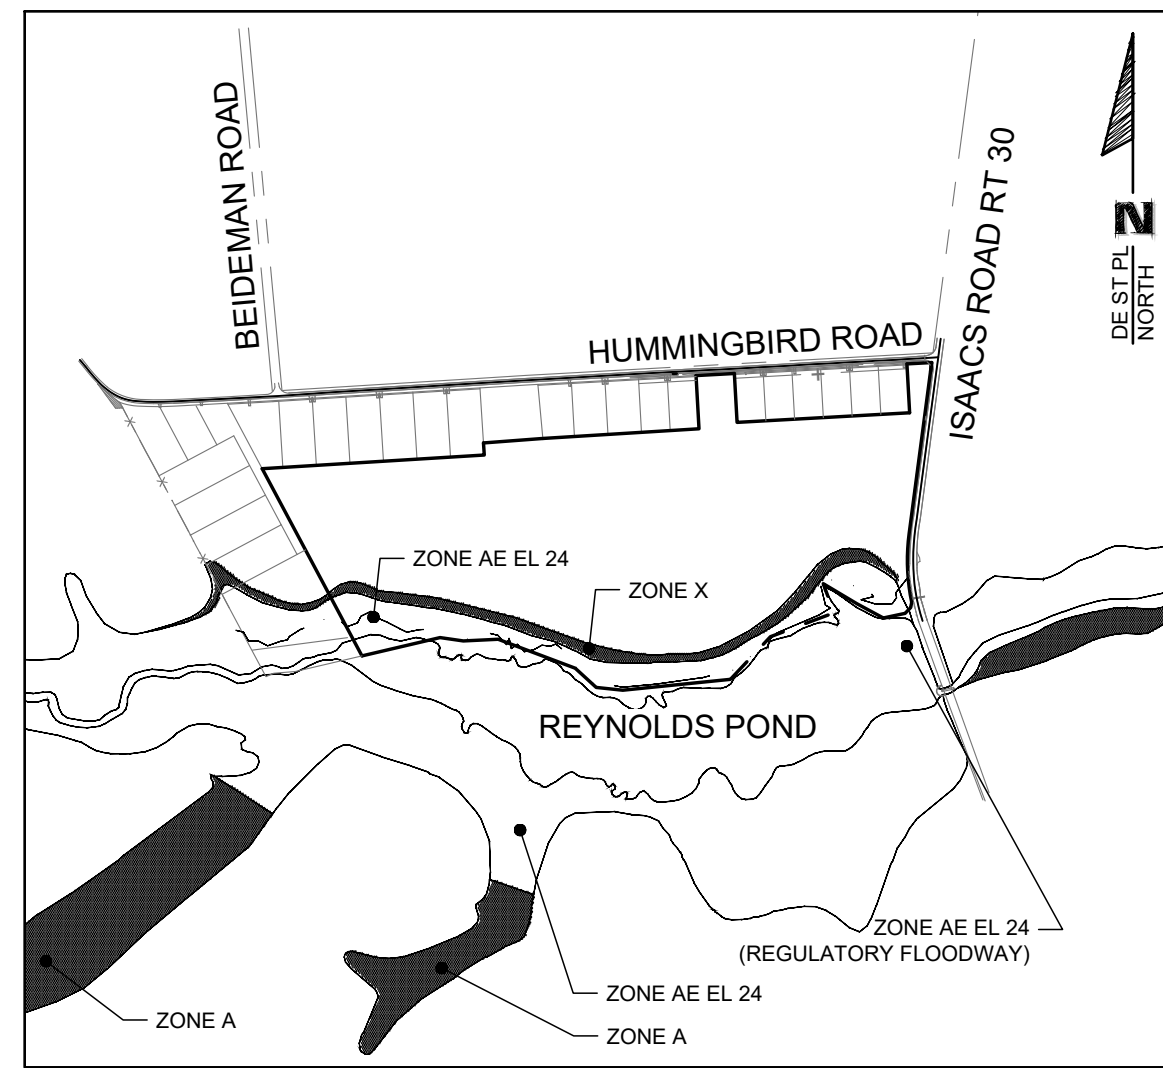 BEIDEMAN ROAD
HUMMINGBIRD ROAD
ISAACS ROAD RT 30
N
DE ST PL
NORTH
ZONE AE EL 24
ZONE X
REYNOLDS POND
ZONE AE EL 24
(REGULATORY FLOODWAY)
ZONE AE EL 24
ZONE A
ZONE A